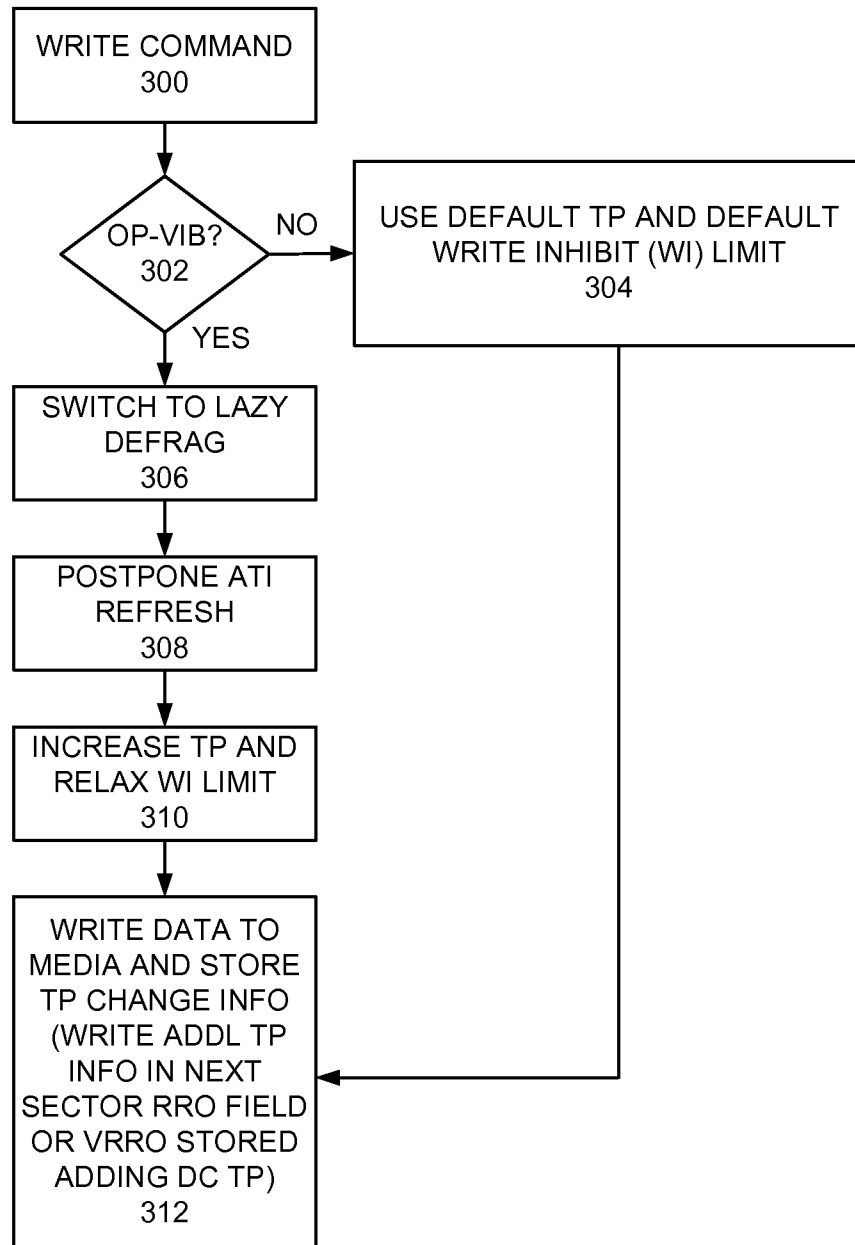 WRITE COMMAND
300
OP-VIB?
302
NO
YES
USE DEFAULT TP AND DEFAULT
WRITE INHIBIT (WI) LIMIT
304
SWITCH TO LAZY
DEFRAG
306
POSTPONE ATI
REFRESH
308
INCREASE TP AND
RELAX WI LIMIT
310
WRITE DATA TO
MEDIA AND STORE
TP CHANGE INFO
(WRITE ADDL TP
INFO IN NEXT
SECTOR RRO FIELD
OR VRRO STORED
ADDING DC TP)
312